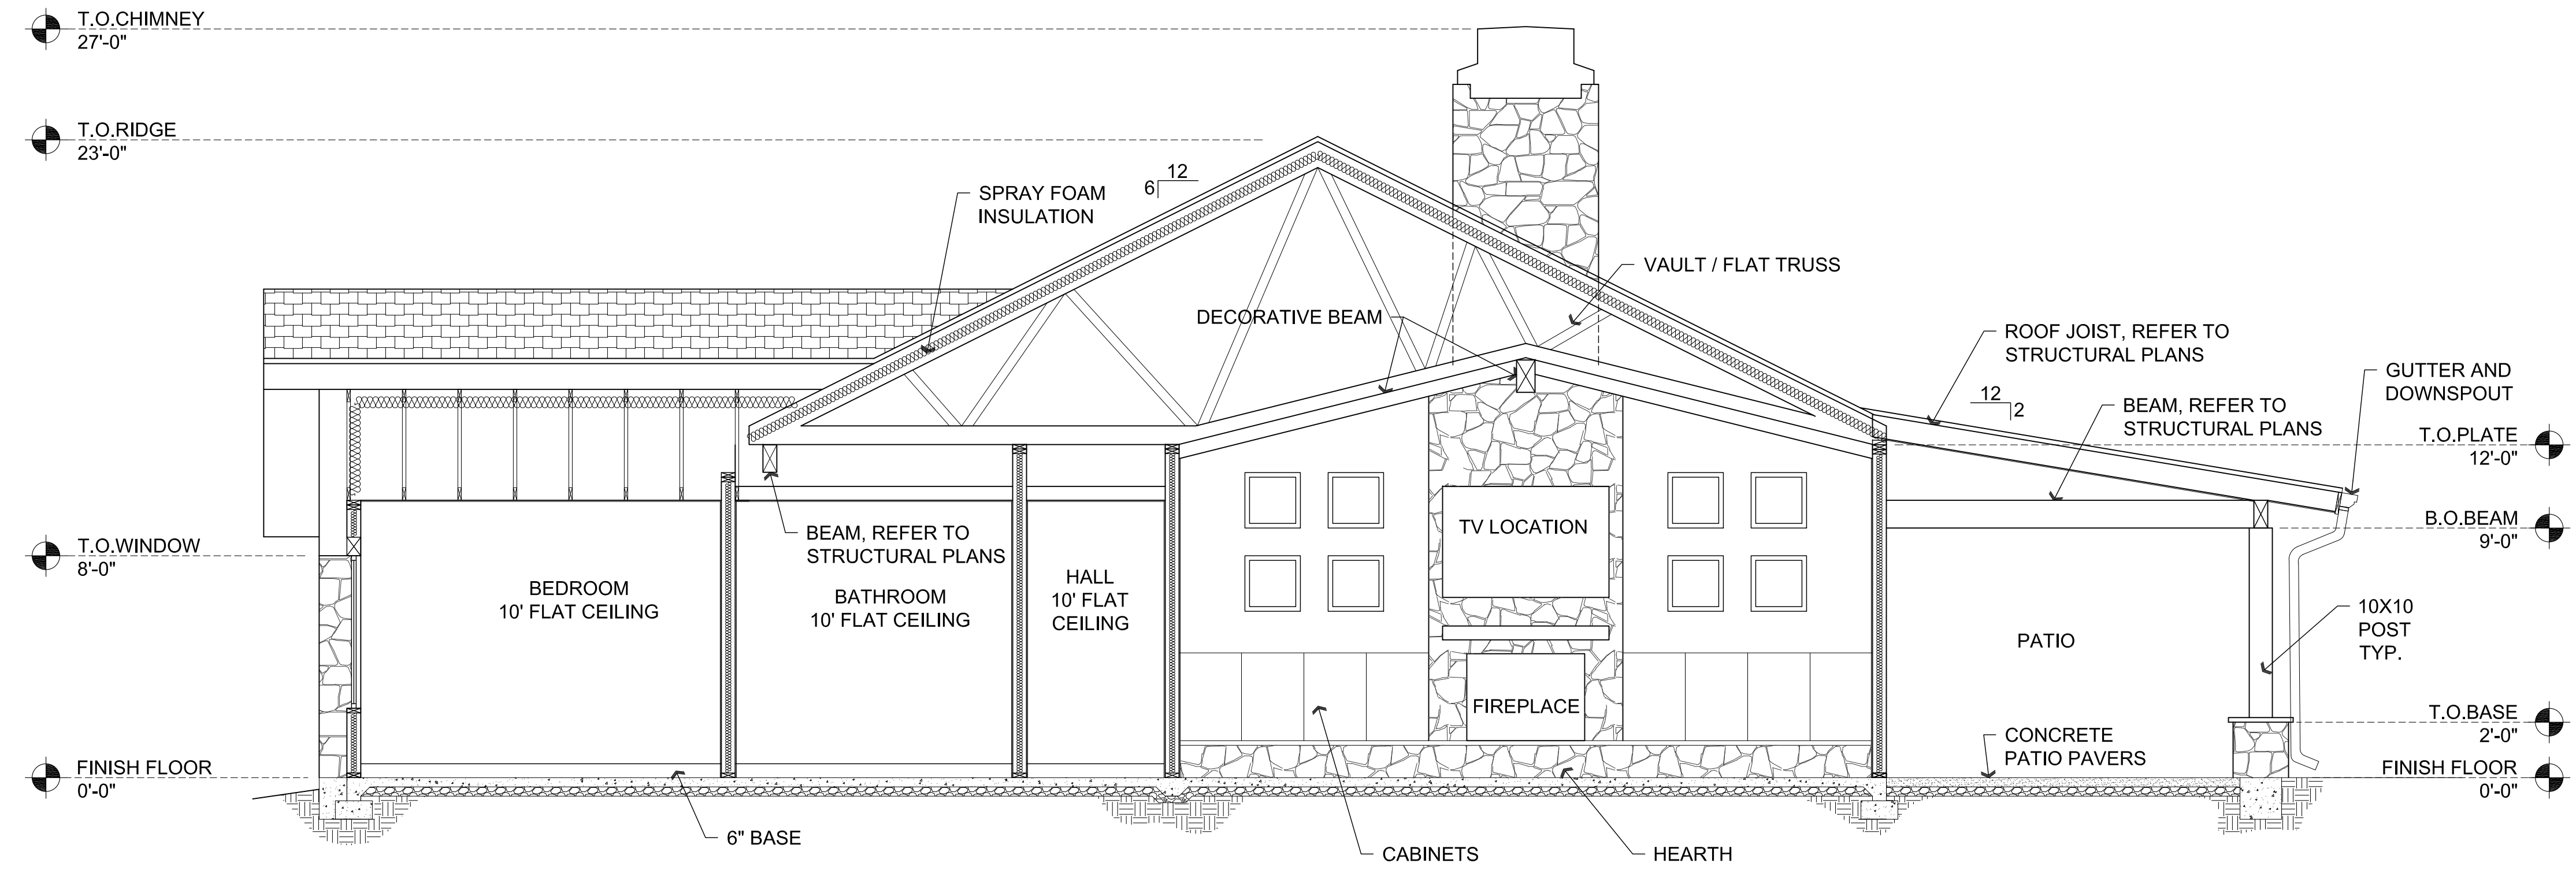 T.O.CHIMNEY
27'-0"
T.O.RIDGE
23'-0"
SPRAY FOAM
INSULATION
12
6
VAULT / FLAT TRUSS
DECORATIVE BEAM
ROOF JOIST, REFER TO
STRUCTURAL PLANS
GUTTER AND
DOWNSPOUT
12
2
BEAM, REFER TO
STRUCTURAL PLANS
T.O.PLATE
12'-0"
T.O.WINDOW
8'-0"
BEAM, REFER TO
STRUCTURAL PLANS
TV LOCATION
B.O.BEAM
9'-0"
BEDROOM
10' FLAT CEILING
BATHROOM
10' FLAT CEILING
HALL
10' FLAT
CEILING
PATIO
10X10
POST
TYP.
FIREPLACE
T.O.BASE
2'-0"
CONCRETE
PATIO PAVERS
FINISH FLOOR
0'-0"
FINISH FLOOR
0'-0"
6" BASE
CABINETS
HEARTH